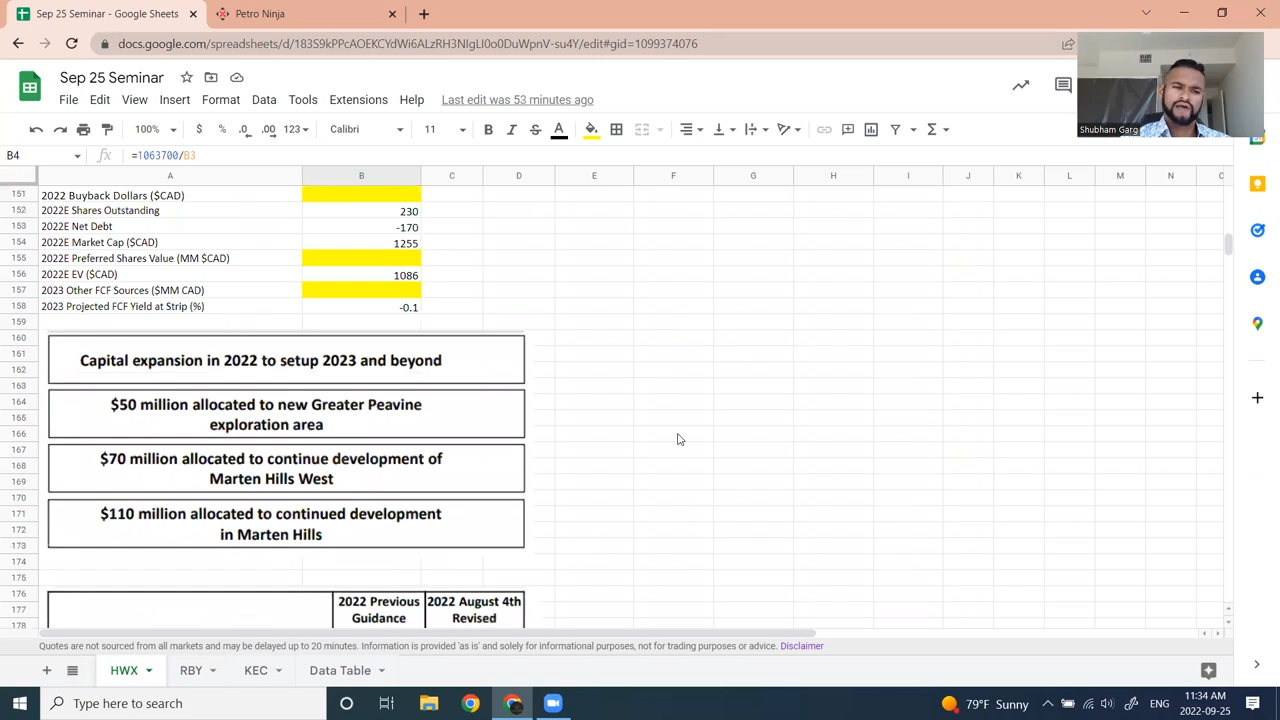 Sep 25 Seminar - Google Sheets
Petro Ninja
docs.google.com/spreadsheets/d/183S9kPPcAOEKCYdWi6ALzRH3NIgLI0o0DuWpnV-su4Y/edit#gid=1099374076
Sep 25 Seminar
File Edit View Insert Format Data Tools Extensions Help Last edit was 53 minutes ago
100% $ % .0 .00 123 Calibri 11 B I S A
B4 =1063700/B3
A B C D E F G H I J K L M N
151 2022 Buyback Dollars ($CAD)
152 2022E Shares Outstanding 230
153 2022E Net Debt -170
154 2022E Market Cap ($CAD) 1255
155 2022E Preferred Shares Value (MM $CAD)
156 2022E EV ($CAD) 1086
157 2023 Other FCF Sources ($MM CAD)
158 2023 Projected FCF Yield at Strip (%) -0.1
159
160
161 Capital expansion in 2022 to setup 2023 and beyond
162
163
164 $50 million allocated to new Greater Peavine
165 exploration area
166
167 $70 million allocated to continue development of
168 Marten Hills West
169
170
171 $110 million allocated to continued development
172 in Marten Hills
173
174
175
176 2022 Previous 2022 August 4th
177 Guidance Revised
178
Shubham Garg
Quotes are not sourced from all markets and may be delayed up to 20 minutes. Information is provided 'as is' and solely for informational purposes, not for trading purposes or advice. Disclaimer
HWX RBY KEC Data Table
Type here to search
79°F Sunny
ENG
11:34 AM
2022-09-25